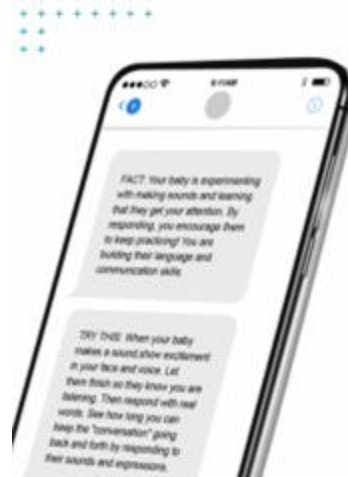 FACT: Your baby is experimenting
with making sounds and learning
that they get your attention. By
responding, you encourage them
to keep practicing! You are
building their language and
communication skills.
TRY THIS: When your baby
makes a sound,show excitement
in your face and voice. Let
them finish so they know you are
listening. Then respond with real
words. See how long you can
keep the "conversation" going
back and forth by responding to
their sounds and expressions.